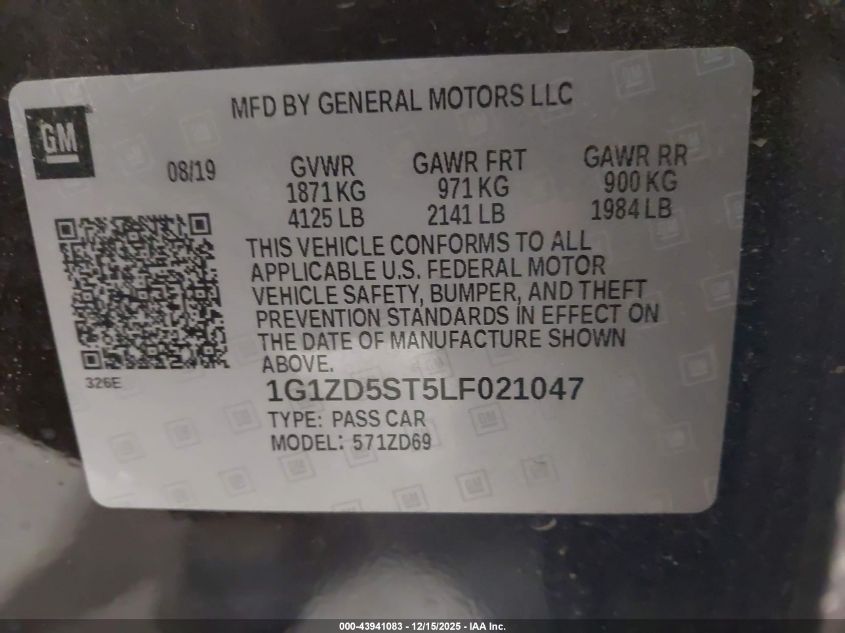 MFD BY GENERAL MOTORS LLC
GM
08/19 GVWR GAWR FRT GAWR RR
1871 KG 971 KG 900 KG
4125 LB 2141 LB 1984 LB
THIS VEHICLE CONFORMS TO ALL
APPLICABLE U.S. FEDERAL MOTOR
VEHICLE SAFETY, BUMPER, AND THEFT
PREVENTION STANDARDS IN EFFECT ON
THE DATE OF MANUFACTURE SHOWN
ABOVE.
326E
1G1ZD5ST5LF021047
TYPE: PASS CAR
MODEL: 571ZD69
000-43941083 - 12/15/2025 - IAA Inc.